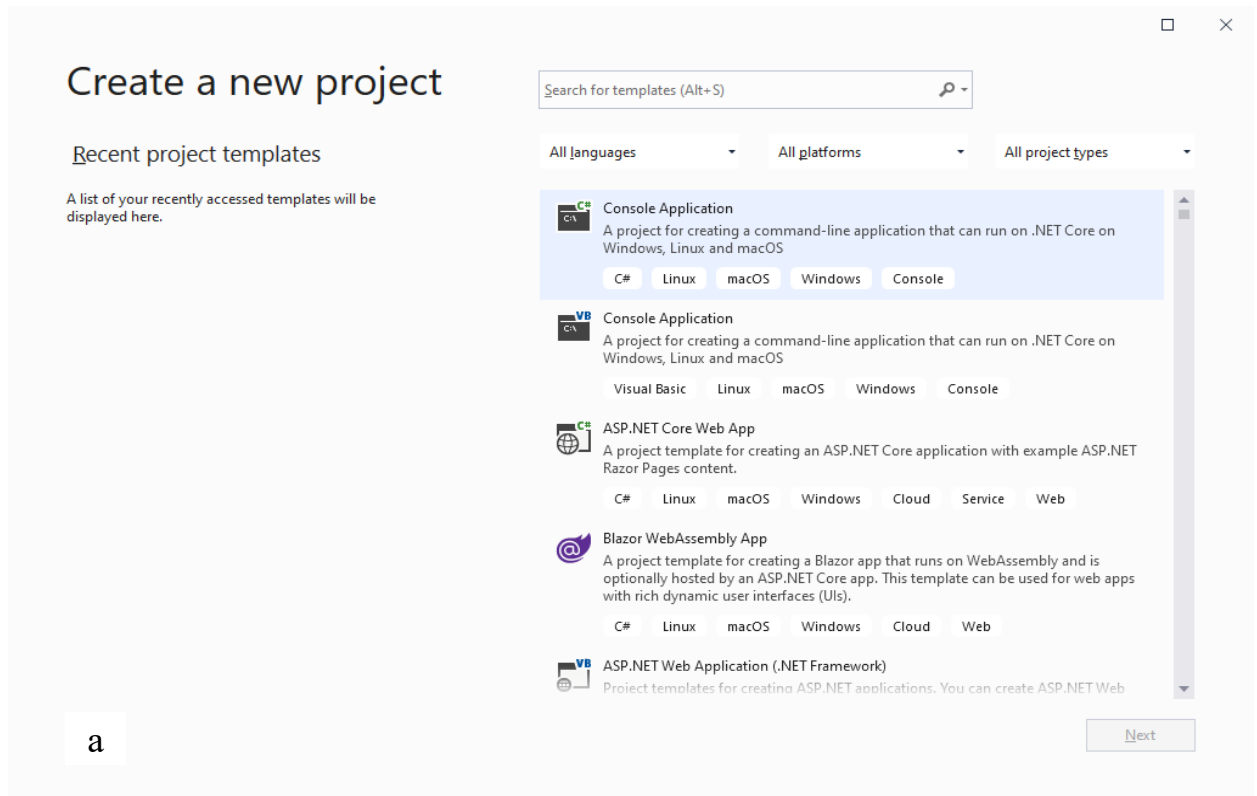 Create a new project
Search for templates (Alt+S)
Recent project templates
A list of your recently accessed templates will be
displayed here.
All languages
All platforms
All project types
C#
C:\
Console Application
A project for creating a command-line application that can run on .NET Core on
Windows, Linux and macOS
C# Linux macOS Windows Console
VB
C:\
Console Application
A project for creating a command-line application that can run on .NET Core on
Windows, Linux and macOS
Visual Basic Linux macOS Windows Console
C#
ASP.NET Core Web App
A project template for creating an ASP.NET Core application with example ASP.NET
Razor Pages content.
C# Linux macOS Windows Cloud Service Web
@
Blazor WebAssembly App
A project template for creating a Blazor app that runs on WebAssembly and is
optionally hosted by an ASP.NET Core app. This template can be used for web apps
with rich dynamic user interfaces (UIs).
C# Linux macOS Windows Cloud Web
VB
ASP.NET Web Application (.NET Framework)
Project templates for creating ASP.NET applications. You can create ASP.NET Web
a
Next